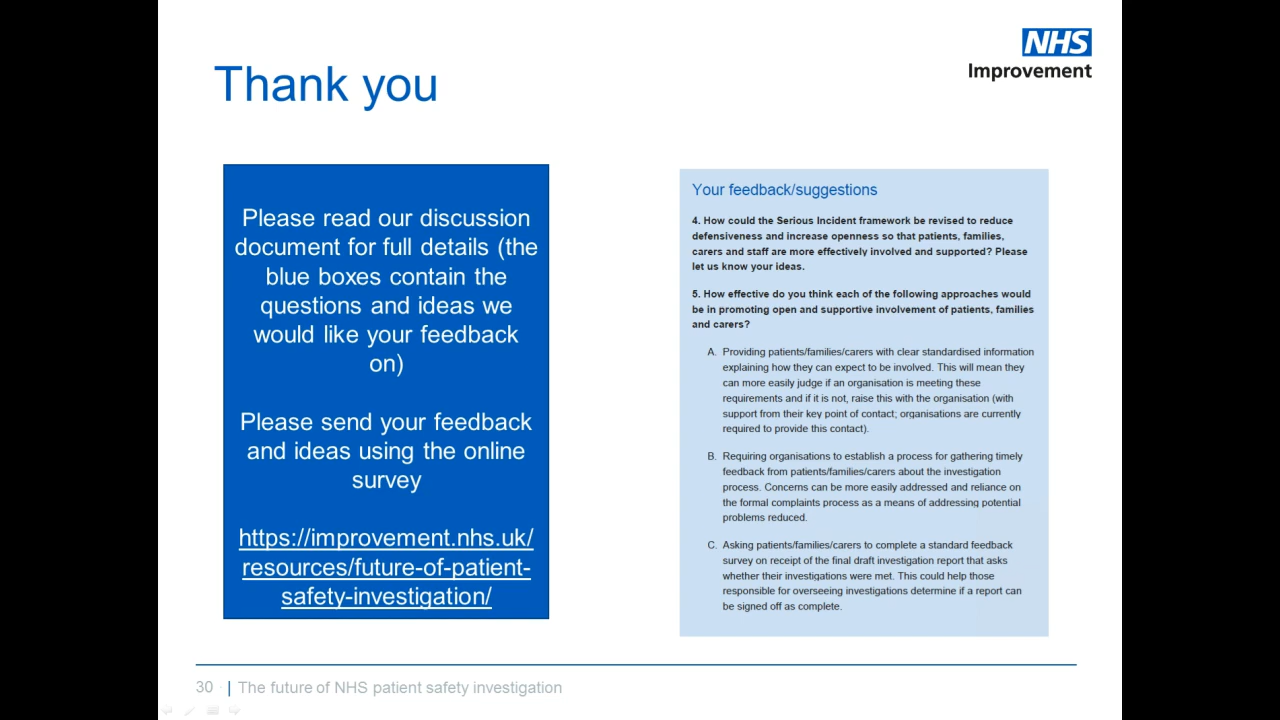 NHS
Improvement
Thank you
Please read our discussion
document for full details (the
blue boxes contain the
questions and ideas we
would like your feedback
on)
Please send your feedback
and ideas using the online
survey
https://improvement.nhs.uk/
resources/future-of-patient-
safety-investigation/
Your feedback/suggestions
4. How could the Serious Incident framework be revised to reduce
defensiveness and increase openness so that patients, families,
carers and staff are more effectively involved and supported? Please
let us know your ideas.
5. How effective do you think each of the following approaches would
be in promoting open and supportive involvement of patients, families
and carers?
A. Providing patients/families/carers with clear standardised information
explaining how they can expect to be involved. This will mean they
can more easily judge if an organisation is meeting these
requirements and if it is not, raise this with the organisation (with
support from their key point of contact; organisations are currently
required to provide this contact).
B. Requiring organisations to establish a process for gathering timely
feedback from patients/families/carers about the investigation
process. Concerns can be more easily addressed and reliance on
the formal complaints process as a means of addressing potential
problems reduced.
C. Asking patients/families/carers to complete a standard feedback
survey on receipt of the final draft investigation report that asks
whether their investigations were met. This could help those
responsible for overseeing investigations determine if a report can
be signed off as complete.
30 | The future of NHS patient safety investigation